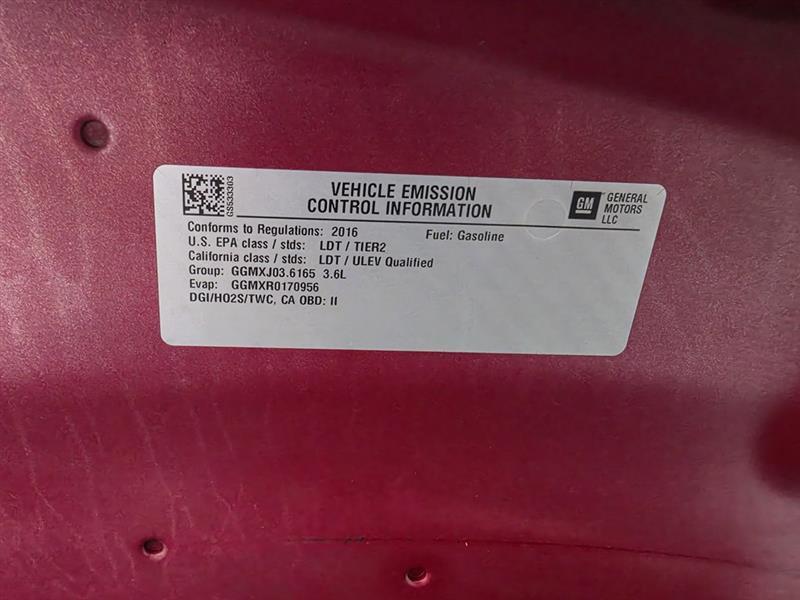 GS533303
VEHICLE EMISSION
CONTROL INFORMATION
GM
GENERAL
MOTORS
LLC
Conforms to Regulations: 2016 Fuel: Gasoline
U.S. EPA class / stds: LDT / TIER2
California class / stds: LDT / ULEV Qualified
Group: GGMXJ03.6165 3.6L
Evap: GGMXR0170956
DGI/HO2S/TWC, CA OBD: II